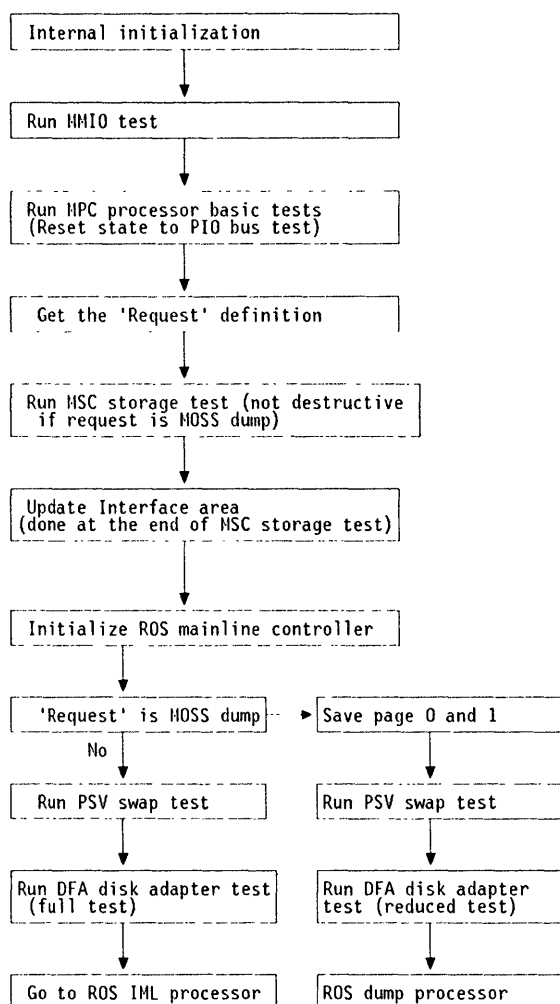 Internal initialization
Run MMIO test
Run MPC processor basic tests
(Reset state to PIO bus test)
Get the 'Request' definition
Run MSC storage test (not destructive
if request is MOSS dump)
Update Interface area
(done at the end of MSC storage test)
Initialize ROS mainline controller
'Request' is MOSS dump
Save page 0 and 1
No
Run PSV swap test
Run PSV swap test
Run DFA disk adapter test
(full test)
Run DFA disk adapter
test (reduced test)
Go to ROS IML processor
ROS dump processor